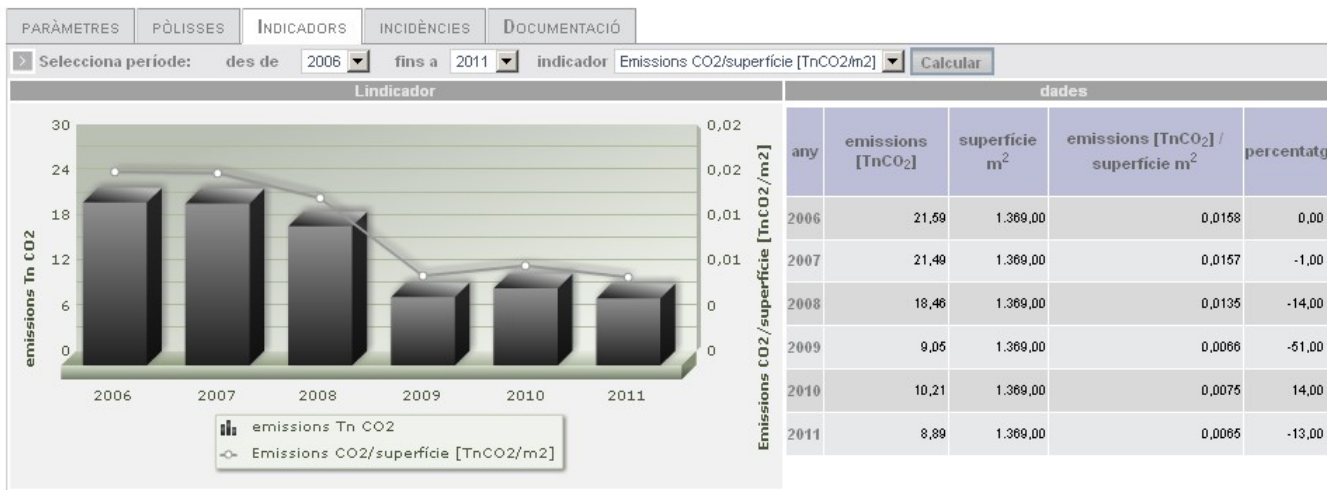 PARÀMETRES PÒLISSES INDICADORS INCIDÈNCIES DOCUMENTACIÓ
Selecciona període: des de 2006 fins a 2011 indicador Emissions CO2/superfície [TnCO2/m2] Calcular
Lindicador
dades
30
24
18
12
6
0
emissions Tn CO2
0,02
0,02
0,01
0,01
0
0
Emissions CO2/superfície [TnCO2/m2]
2006 2007 2008 2009 2010 2011
emissions Tn CO2
Emissions CO2/superfície [TnCO2/m2]
any emissions [TnCO2] superfície m2 emissions [TnCO2] / superfície m2 percentatg
2006 21,59 1.369,00 0,0158 0,00
2007 21,49 1.369,00 0,0157 -1,00
2008 18,46 1.369,00 0,0135 -14,00
2009 9,05 1.369,00 0,0066 -51,00
2010 10,21 1.369,00 0,0075 14,00
2011 8,89 1.369,00 0,0065 -13,00